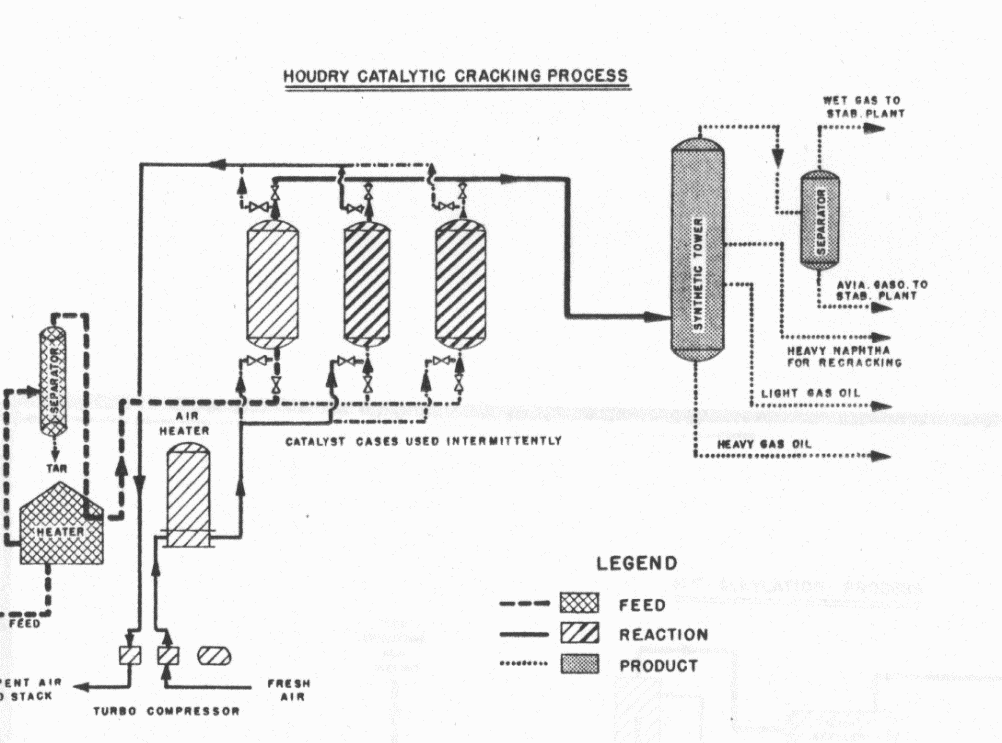 HOUDRY CATALYTIC CRACKING PROCESS
WET GAS TO
STAB. PLANT
SEPARATOR
SYNTHETIC TOWER
AVIA. GASO. TO
STAB. PLANT
HEAVY NAPHTHA
FOR RECRACKING
LIGHT GAS OIL
HEAVY GAS OIL
SEPARATOR
TAR
HEATER
FEED
AIR
HEATER
CATALYST CASES USED INTERMITTENTLY
PENT AIR
O STACK
TURBO COMPRESSOR
FRESH
AIR
LEGEND
FEED
REACTION
PRODUCT
ALKYLATION PROCESS